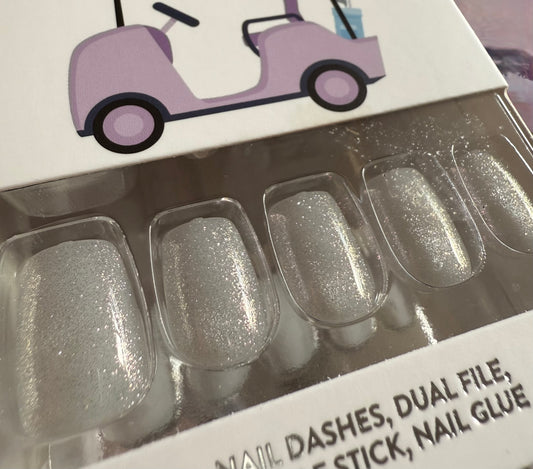 NAIL DASHES, DUAL FILE,
STICK, NAIL GLUE